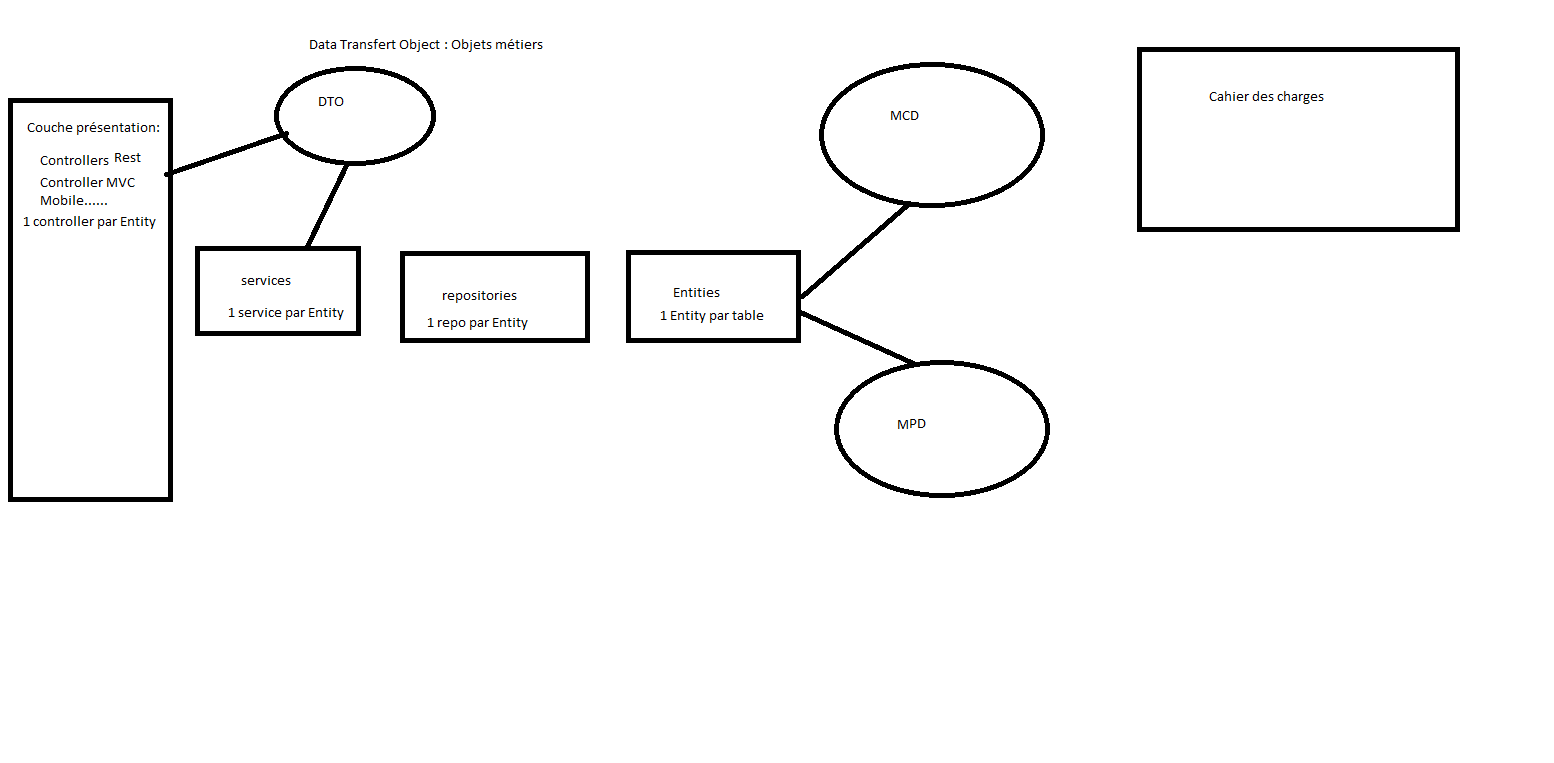 Data Transfert Object : Objets métiers
DTO
Couche présentation:
Controllers Rest
Controller MVC
Mobile......
1 controller par Entity
services
1 service par Entity
repositories
1 repo par Entity
Entities
1 Entity par table
MCD
MPD
Cahier des charges